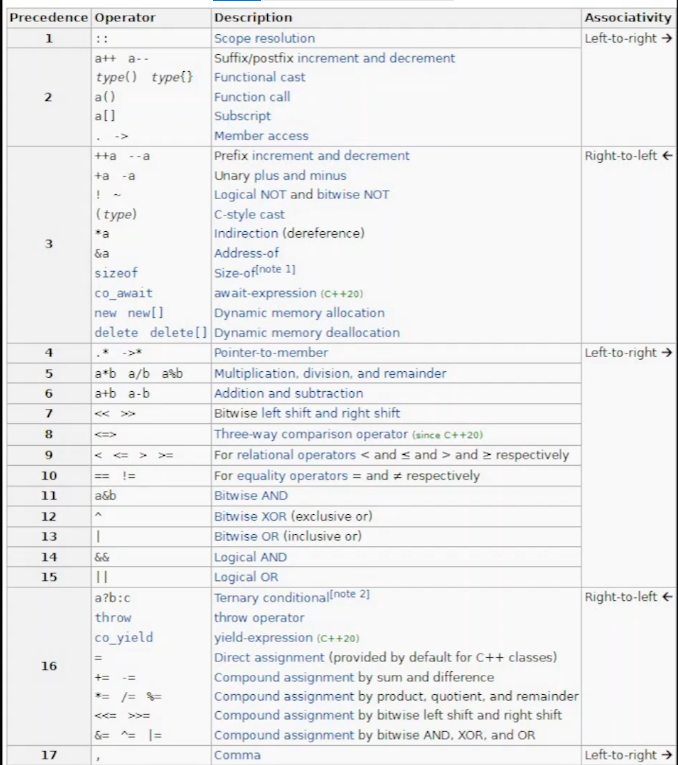 Precedence Operator Description Associativity
1 :: Scope resolution Left-to-right →
a++ a-- Suffix/postfix increment and decrement
type() type{} Functional cast
2 a() Function call
a[] Subscript
. -> Member access
++a --a Prefix increment and decrement Right-to-left ←
+a -a Unary plus and minus
! ~ Logical NOT and bitwise NOT
(type) C-style cast
3 *a Indirection (dereference)
&a Address-of
sizeof Size-of[note 1]
co_await await-expression (C++20)
new new[] Dynamic memory allocation
delete delete[] Dynamic memory deallocation
4 .* ->* Pointer-to-member Left-to-right →
5 a*b a/b a%b Multiplication, division, and remainder
6 a+b a-b Addition and subtraction
7 << >> Bitwise left shift and right shift
8 <=> Three-way comparison operator (since C++20)
9 < <= > >= For relational operators < and ≤ and > and ≥ respectively
10 == != For equality operators = and ≠ respectively
11 a&b Bitwise AND
12 ^ Bitwise XOR (exclusive or)
13 | Bitwise OR (inclusive or)
14 && Logical AND
15 || Logical OR
a?b:c Ternary conditional[note 2] Right-to-left ←
throw throw operator
co_yield yield-expression (C++20)
16 = Direct assignment (provided by default for C++ classes)
+= -= Compound assignment by sum and difference
*= /= %= Compound assignment by product, quotient, and remainder
<<= >>= Compound assignment by bitwise left shift and right shift
&= ^= |= Compound assignment by bitwise AND, XOR, and OR
17 , Comma Left-to-right →